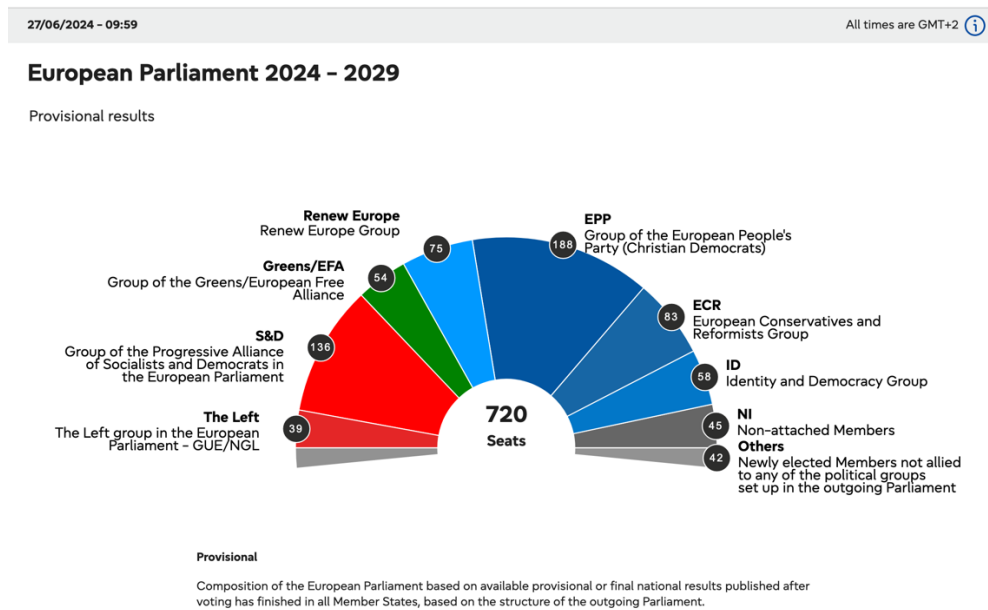 27/06/2024 – 09:59
All times are GMT+2
European Parliament 2024 – 2029
Provisional results
Renew Europe
Renew Europe Group
75
Greens/EFA
Group of the Greens/European Free
Alliance
54
S&D
Group of the Progressive Alliance
of Socialists and Democrats in
the European Parliament
136
The Left
The Left group in the European
Parliament - GUE/NGL
39
EPP
Group of the European People's
Party (Christian Democrats)
188
ECR
European Conservatives and
Reformists Group
83
ID
Identity and Democracy Group
58
NI
Non-attached Members
45
Others
Newly elected Members not allied
to any of the political groups
set up in the outgoing Parliament
42
720
Seats
Provisional
Composition of the European Parliament based on available provisional or final national results published after
voting has finished in all Member States, based on the structure of the outgoing Parliament.